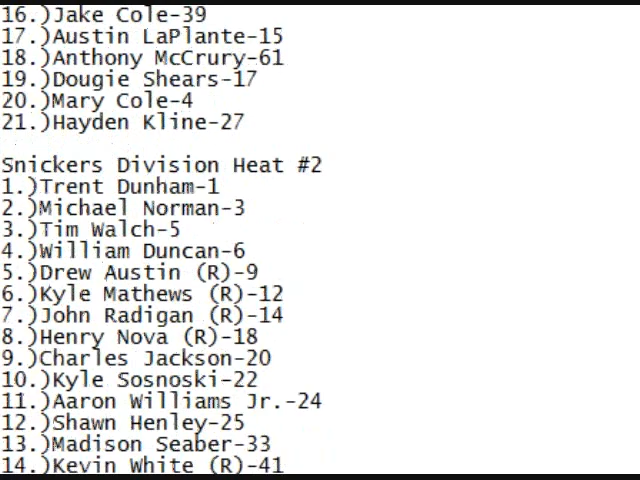 16.)Jake Cole-39
17.)Austin LaPlante-15
18.)Anthony McCrury-61
19.)Dougie Shears-17
20.)Mary Cole-4
21.)Hayden Kline-27
Snickers Division Heat #2
1.)Trent Dunham-1
2.)Michael Norman-3
3.)Tim Walch-5
4.)William Duncan-6
5.)Drew Austin (R)-9
6.)Kyle Mathews (R)-12
7.)John Radigan (R)-14
8.)Henry Nova (R)-18
9.)Charles Jackson-20
10.)Kyle Sosnoski-22
11.)Aaron Williams Jr.-24
12.)Shawn Henley-25
13.)Madison Seaber-33
14.)Kevin White (R)-41